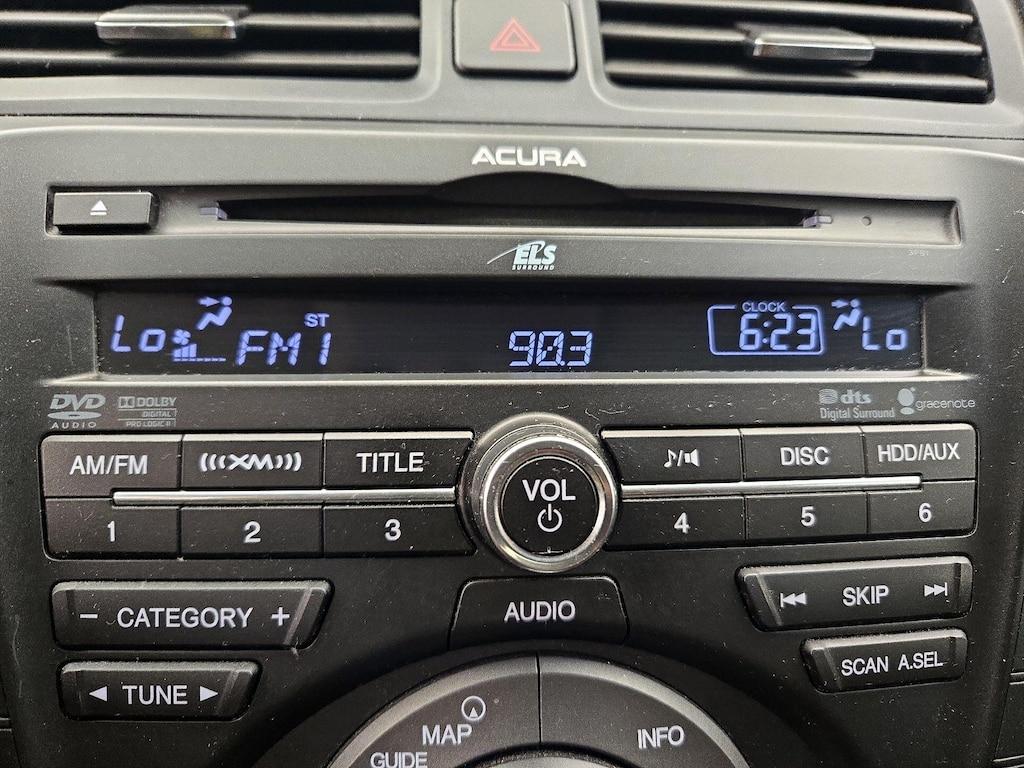 ACURA
ELS
SURROUND
Lo FM1 ST 90.3 CLOCK 6:23 Lo
DVD AUDIO
DOLBY DIGITAL
PRO LOGIC II
dts Digital Surround
gracenote
AM/FM (((XM))) TITLE
DISC HDD/AUX
1 2 3
VOL
4 5 6
- CATEGORY +
AUDIO
SKIP
TUNE
SCAN A.SEL
MAP
INFO
GUIDE